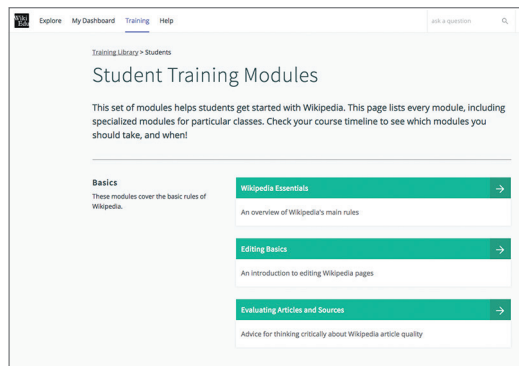 Wiki
Edu
Explore My Dashboard Training Help
ask a question
Training Library > Students
Student Training Modules
This set of modules helps students get started with Wikipedia. This page lists every module, including
specialized modules for particular classes. Check your course timeline to see which modules you
should take, and when!
Basics
These modules cover the basic rules of
Wikipedia.
Wikipedia Essentials
An overview of Wikipedia's main rules
Editing Basics
An introduction to editing Wikipedia pages
Evaluating Articles and Sources
Advice for thinking critically about Wikipedia article quality